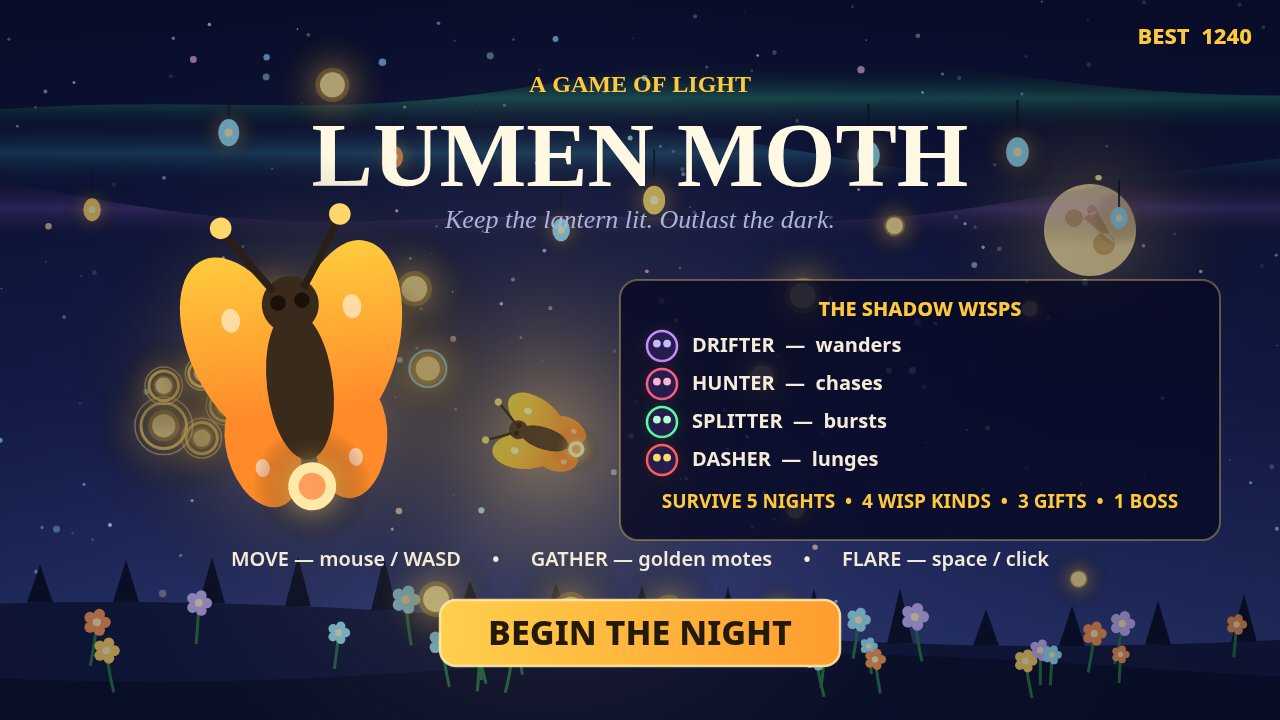 BEST 1240
A GAME OF LIGHT
LUMEN MOTH
Keep the lantern lit. Outlast the dark.
THE SHADOW WISPS
DRIFTER — wanders
HUNTER — chases
SPLITTER — bursts
DASHER — lunges
SURVIVE 5 NIGHTS • 4 WISP KINDS • 3 GIFTS • 1 BOSS
MOVE — mouse / WASD • GATHER — golden motes • FLARE — space / click
BEGIN THE NIGHT